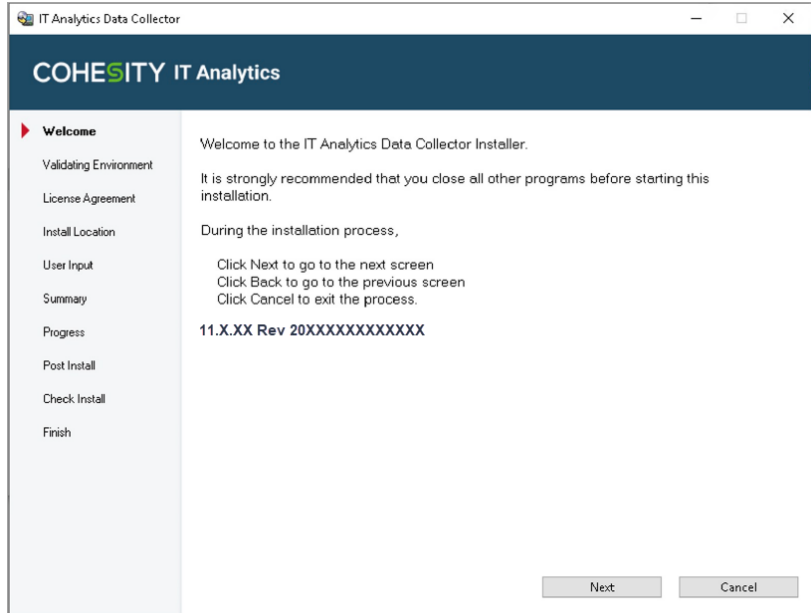 IT Analytics Data Collector
COHESITY IT Analytics
Welcome
Validating Environment
License Agreement
Install Location
User Input
Summary
Progress
Post Install
Check Install
Finish
Welcome to the IT Analytics Data Collector Installer.
It is strongly recommended that you close all other programs before starting this
installation.
During the installation process,
Click Next to go to the next screen
Click Back to go to the previous screen
Click Cancel to exit the process.
11.X.XX Rev 20XXXXXXXXXXXX
Next
Cancel